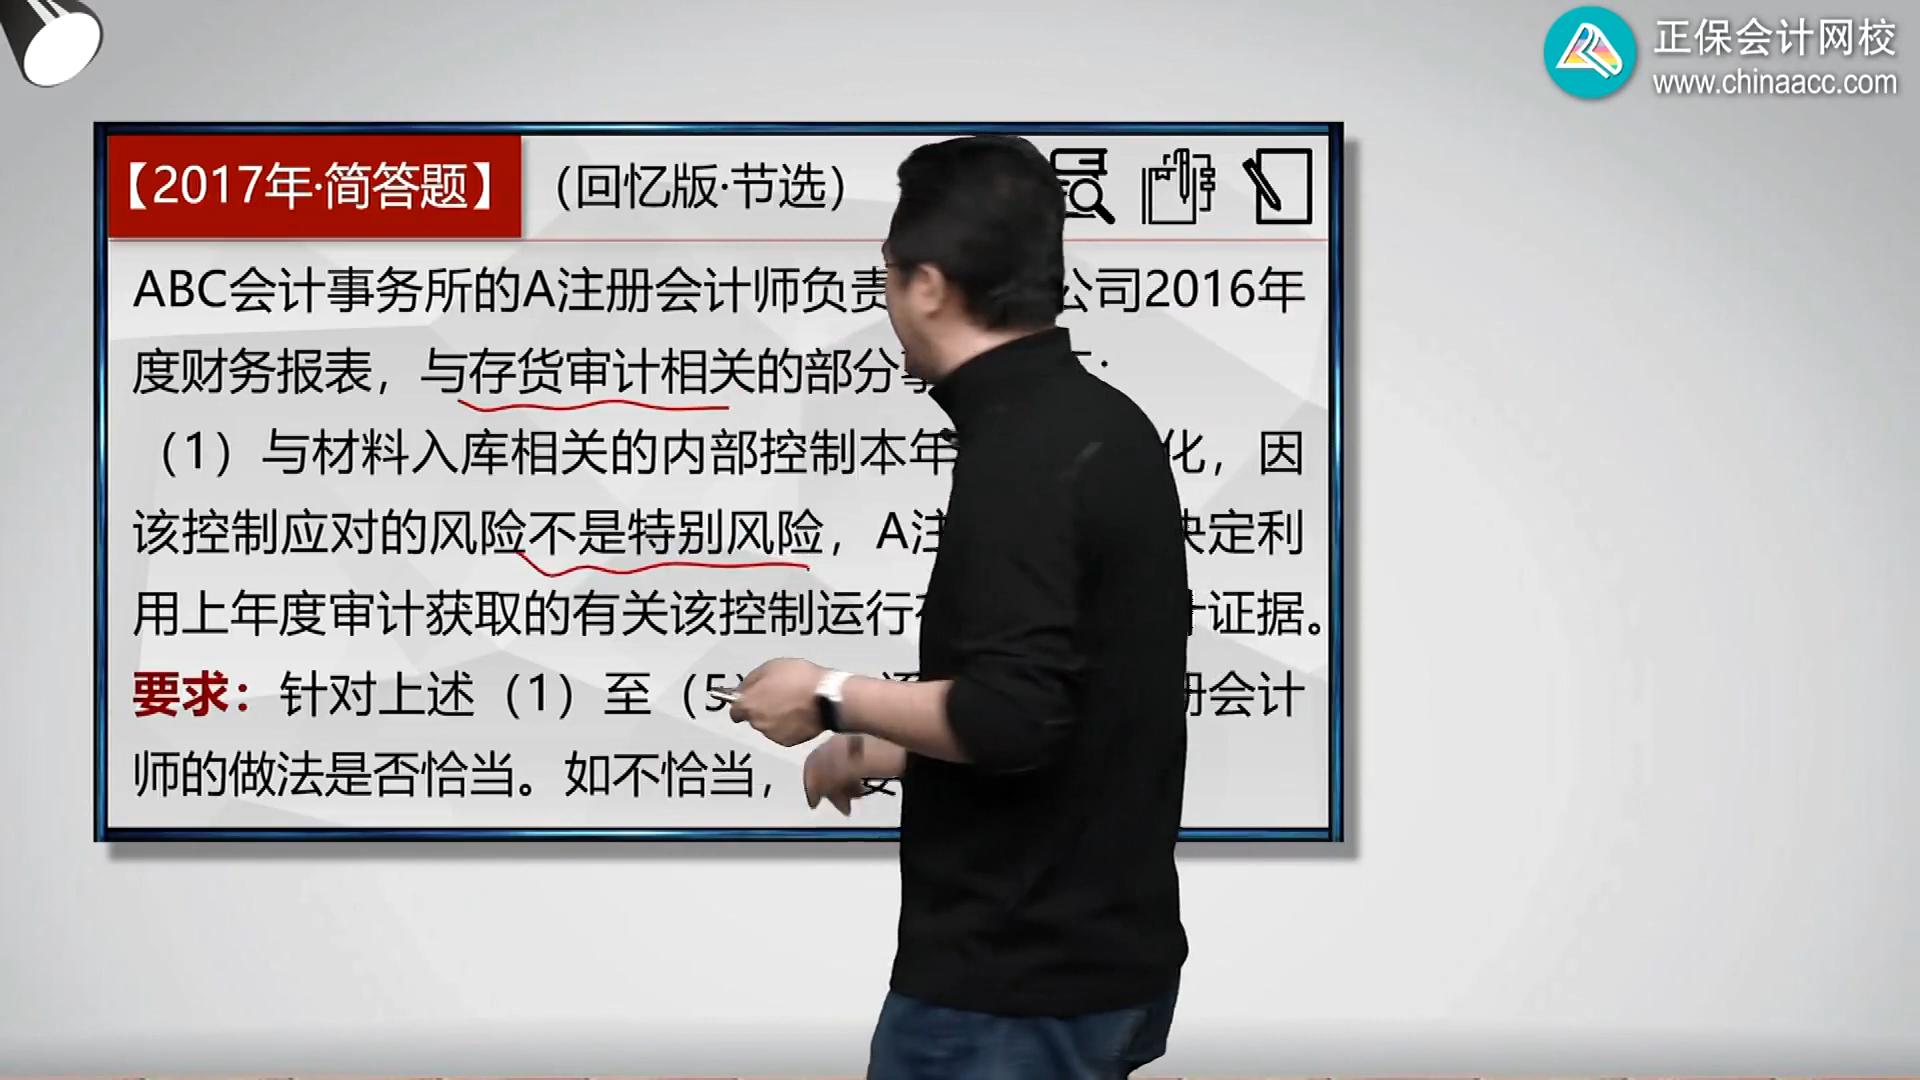 正保会计网校
www.chinaacc.com
【2017年·简答题】（回忆版·节选）
ABC会计事务所的A注册会计师负责 公司2016年
度财务报表，与存货审计相关的部分 ：
（1）与材料入库相关的内部控制本年 化，因
该控制应对的风险不是特别风险，A注 决定利
用上年度审计获取的有关该控制运行 计证据。
要求：针对上述（1）至（5 册会计
师的做法是否恰当。如不恰当， 要